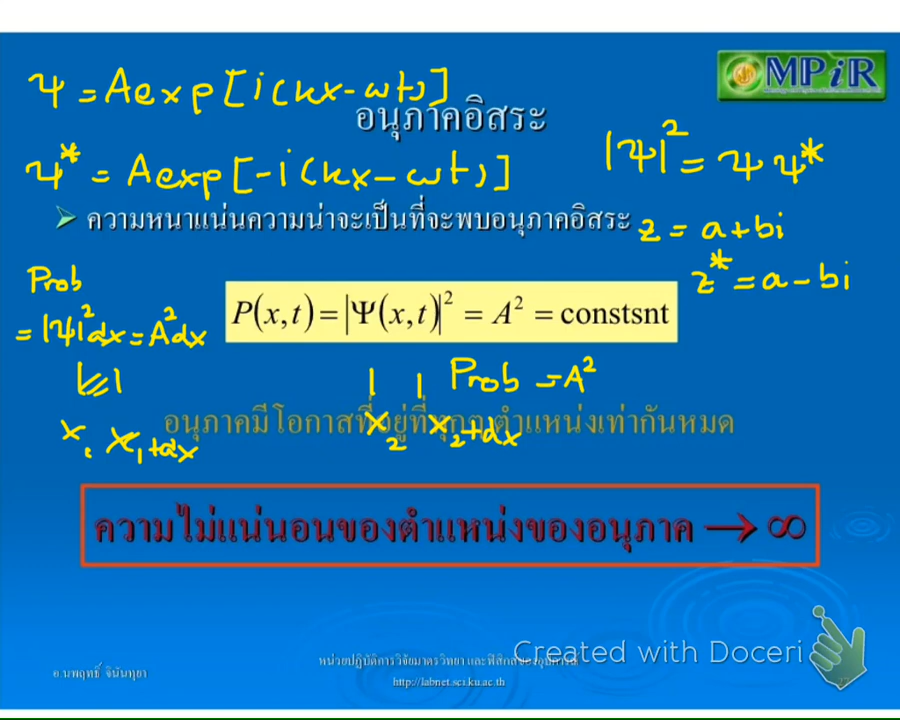 ψ = A exp[i(kx-ωt)]
MPiR
อนุภาคอิสระ
ψ* = A exp[-i(kx-ωt)]
|ψ|² = ψψ*
ความหนาแน่นความน่าจะเป็นที่จะพบอนุภาคอิสระ
z = a+bi
z* = a-bi
Prob
= |ψ|²dx = A²dx
P(x,t) = |Ψ(x,t)|² = A² = constsnt
Prob = A²
อนุภาคมีโอกาสที่อยู่ที่ทุกๆ ตำแหน่งเท่ากันหมด
x₁ x₁+dx
x₂ x₂+dx
ความไม่แน่นอนของตำแหน่งของอนุภาค → ∞
Created with Doceri
อ.นพฤทธิ์ จินันทุยา
หน่วยปฏิบัติการวิจัยมาตรวิทยา และฟิสิกส์ของอุปกรณ์
http://labnet.sci.ku.ac.th